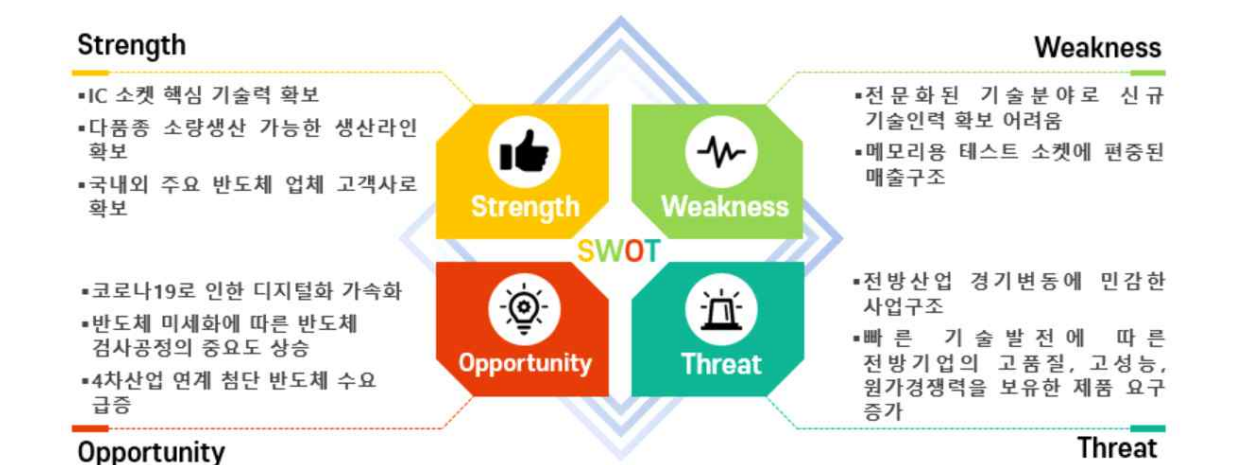 Strength
▪IC 소켓 핵심 기술력 확보
▪다품종 소량생산 가능한 생산라인
확보
▪국내외 주요 반도체 업체 고객사로
확보
Weakness
▪전문화된 기술분야로 신규
기술인력 확보 어려움
▪메모리용 테스트 소켓에 편중된
매출구조
Strength
Weakness
SWOT
Opportunity
Threat
▪코로나19로 인한 디지털화 가속화
▪반도체 미세화에 따른 반도체
검사공정의 중요도 상승
▪4차산업 연계 첨단 반도체 수요
급증
Opportunity
▪전방산업 경기변동에 민감한
사업구조
▪빠른 기술발전에 따른
전방기업의 고품질, 고성능,
원가경쟁력을 보유한 제품 요구
증가
Threat